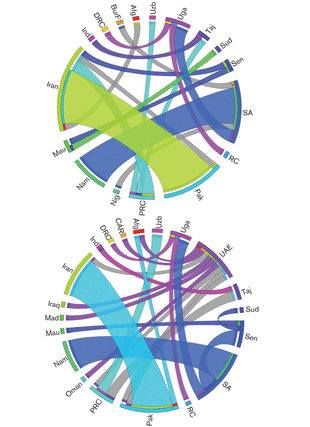 Ind
DRC
BurF
Afg
Uzb
Uga
Taj
Sud
Sen
SA
RC
Pak
PRC
Nig
Nam
Mau
Iran
Ind
DRC
CAR
Afg
Uzb
Uga
UAE
Taj
Sud
Sen
SA
RC
Pak
PRC
Oman
Nam
Mau
Mad
Iraq
Iran